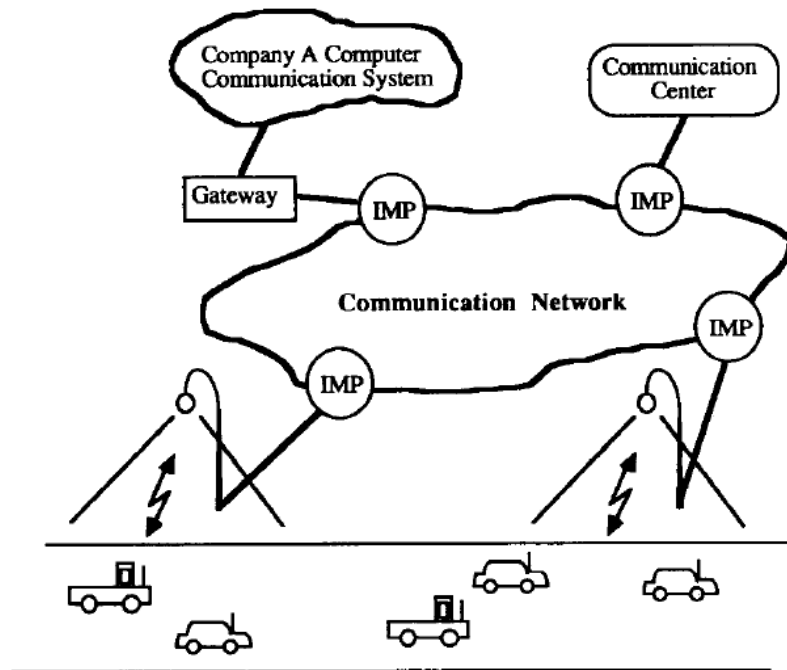 Company A Computer
Communication System
Communication
Center
Gateway
IMP
IMP
Communication Network
IMP
IMP